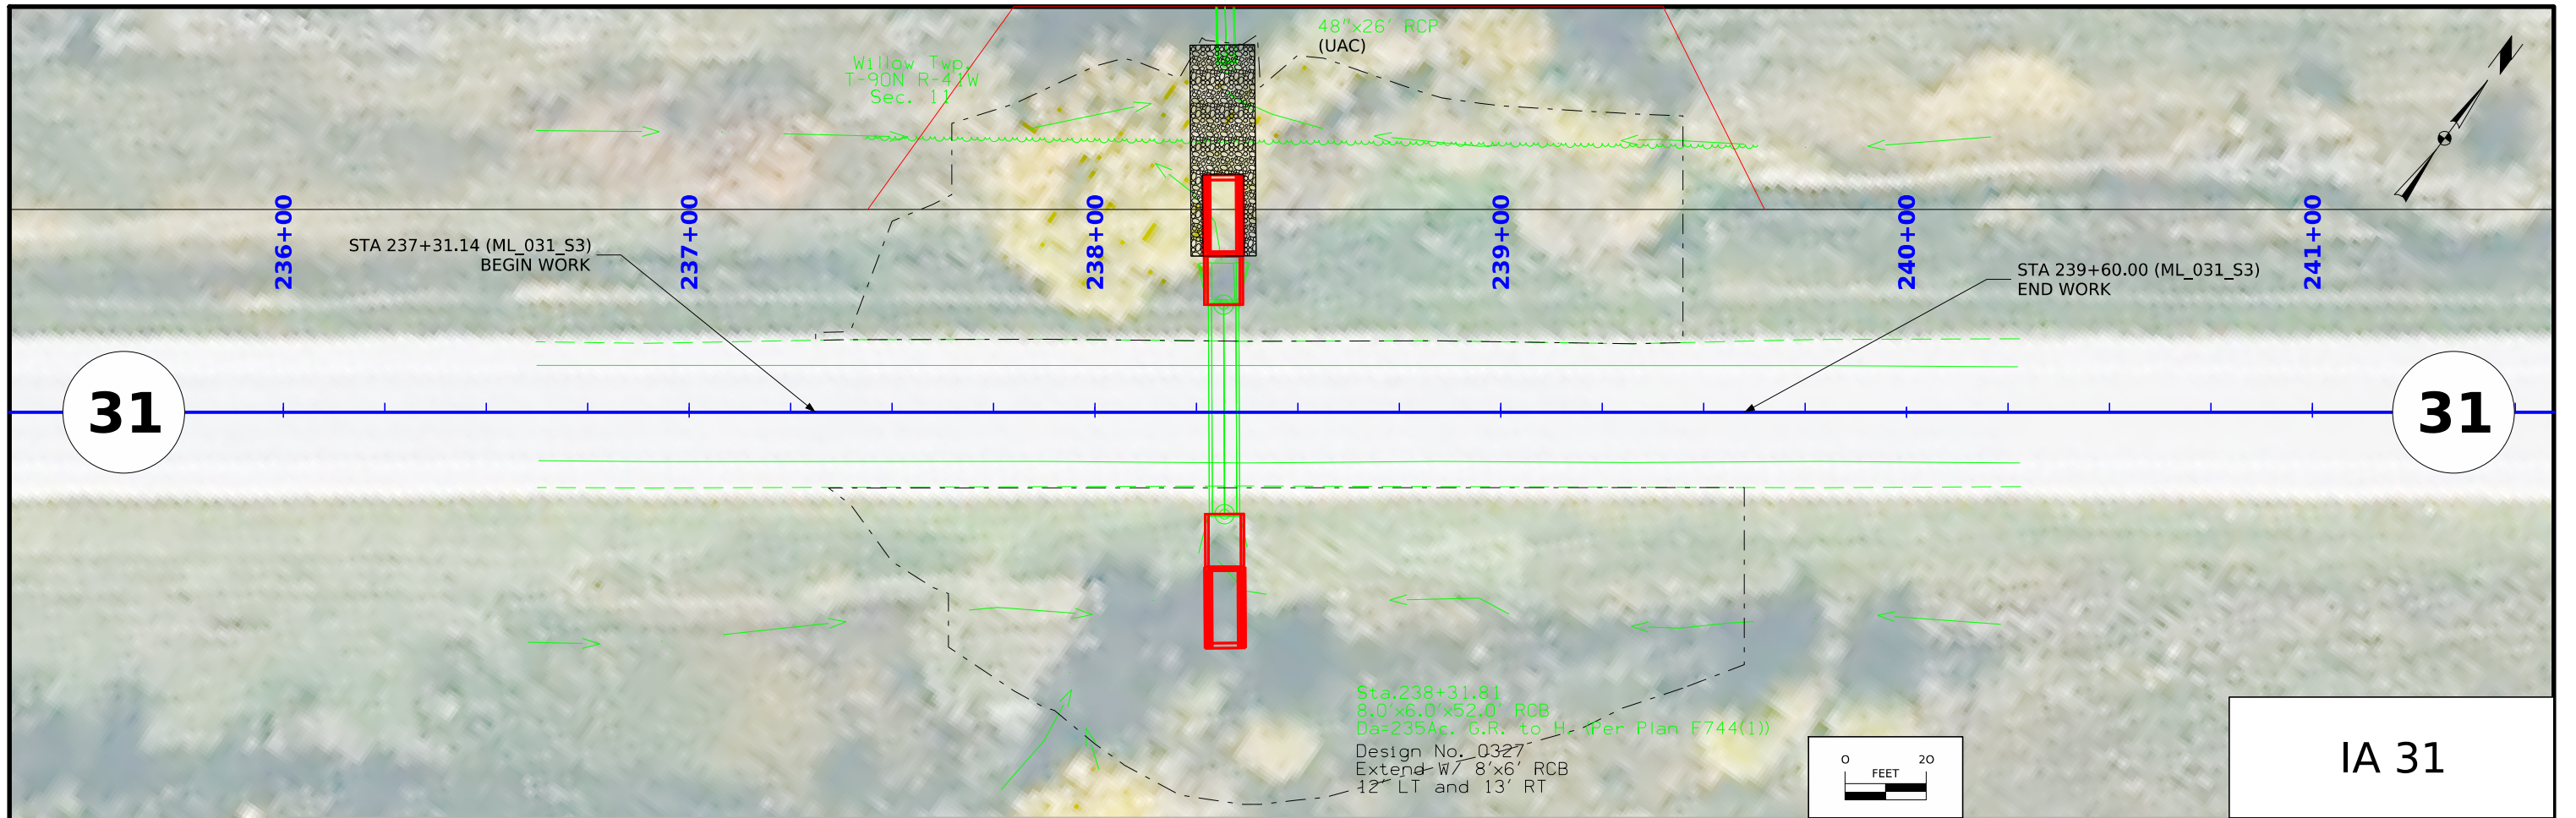 48"x26' RCP
(UAC)
Willow Twp.
T-90N R-41W
Sec. 11
236+00
237+00
238+00
239+00
240+00
241+00
STA 237+31.14 (ML_031_S3)
BEGIN WORK
STA 239+60.00 (ML_031_S3)
END WORK
31
31
Sta.238+31.81
8.0'x6.0'x52.0' RCB
Da=235Ac. G.R. to H. (Per Plan F744(1))
Design No. 0327
Extend W/ 8'x6' RCB
12' LT and 13' RT
0 20
FEET
IA 31